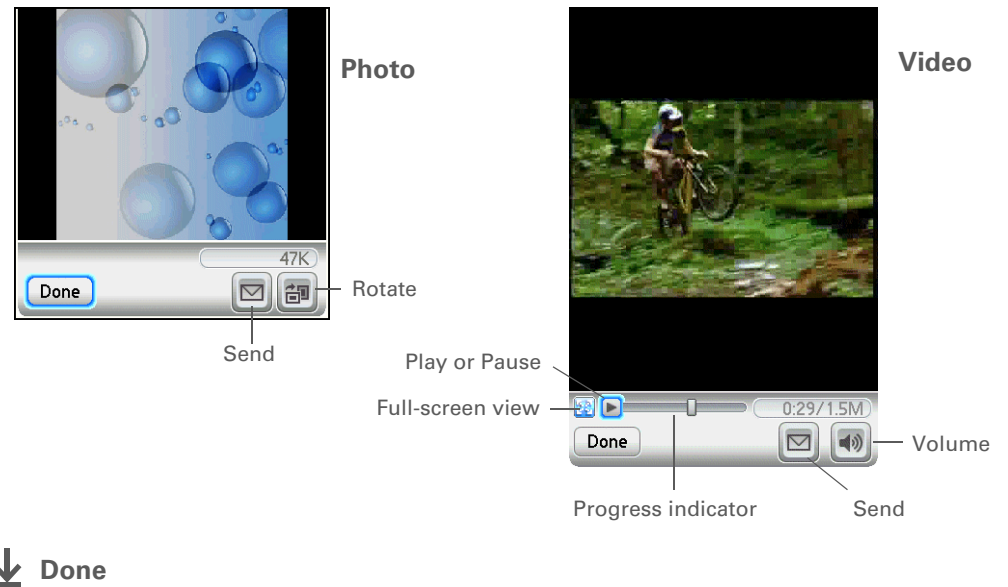 Photo
47K
Done
Rotate
Send
Video
Play or Pause
Full-screen view
0:29/1.5M
Done
Volume
Progress indicator
Send
Done